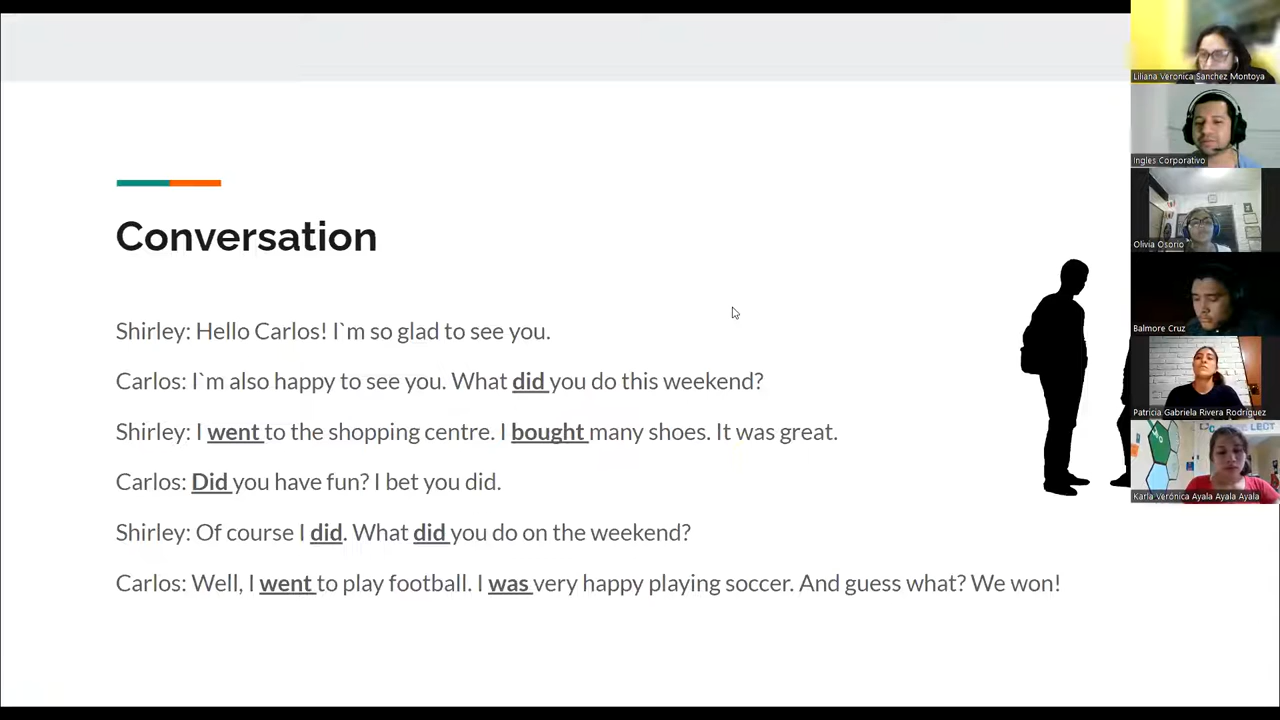 Conversation
Shirley: Hello Carlos! I`m so glad to see you.
Carlos: I`m also happy to see you. What did you do this weekend?
Shirley: I went to the shopping centre. I bought many shoes. It was great.
Carlos: Did you have fun? I bet you did.
Shirley: Of course I did. What did you do on the weekend?
Carlos: Well, I went to play football. I was very happy playing soccer. And guess what? We won!
Liliana Veronica Sanchez Montoya
Ingles Corporativo
Olivia Osorio
Balmore Cruz
Patricia Gabriela Rivera Rodríguez
Karla Verónica Ayala Ayala Ayala